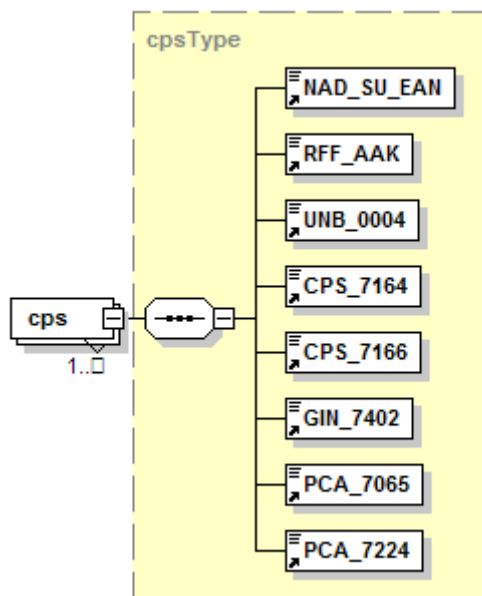 cpsType
NAD_SU_EAN
RFF_AAK
UNB_0004
CPS_7164
cps
CPS_7166
1..□
GIN_7402
PCA_7065
PCA_7224